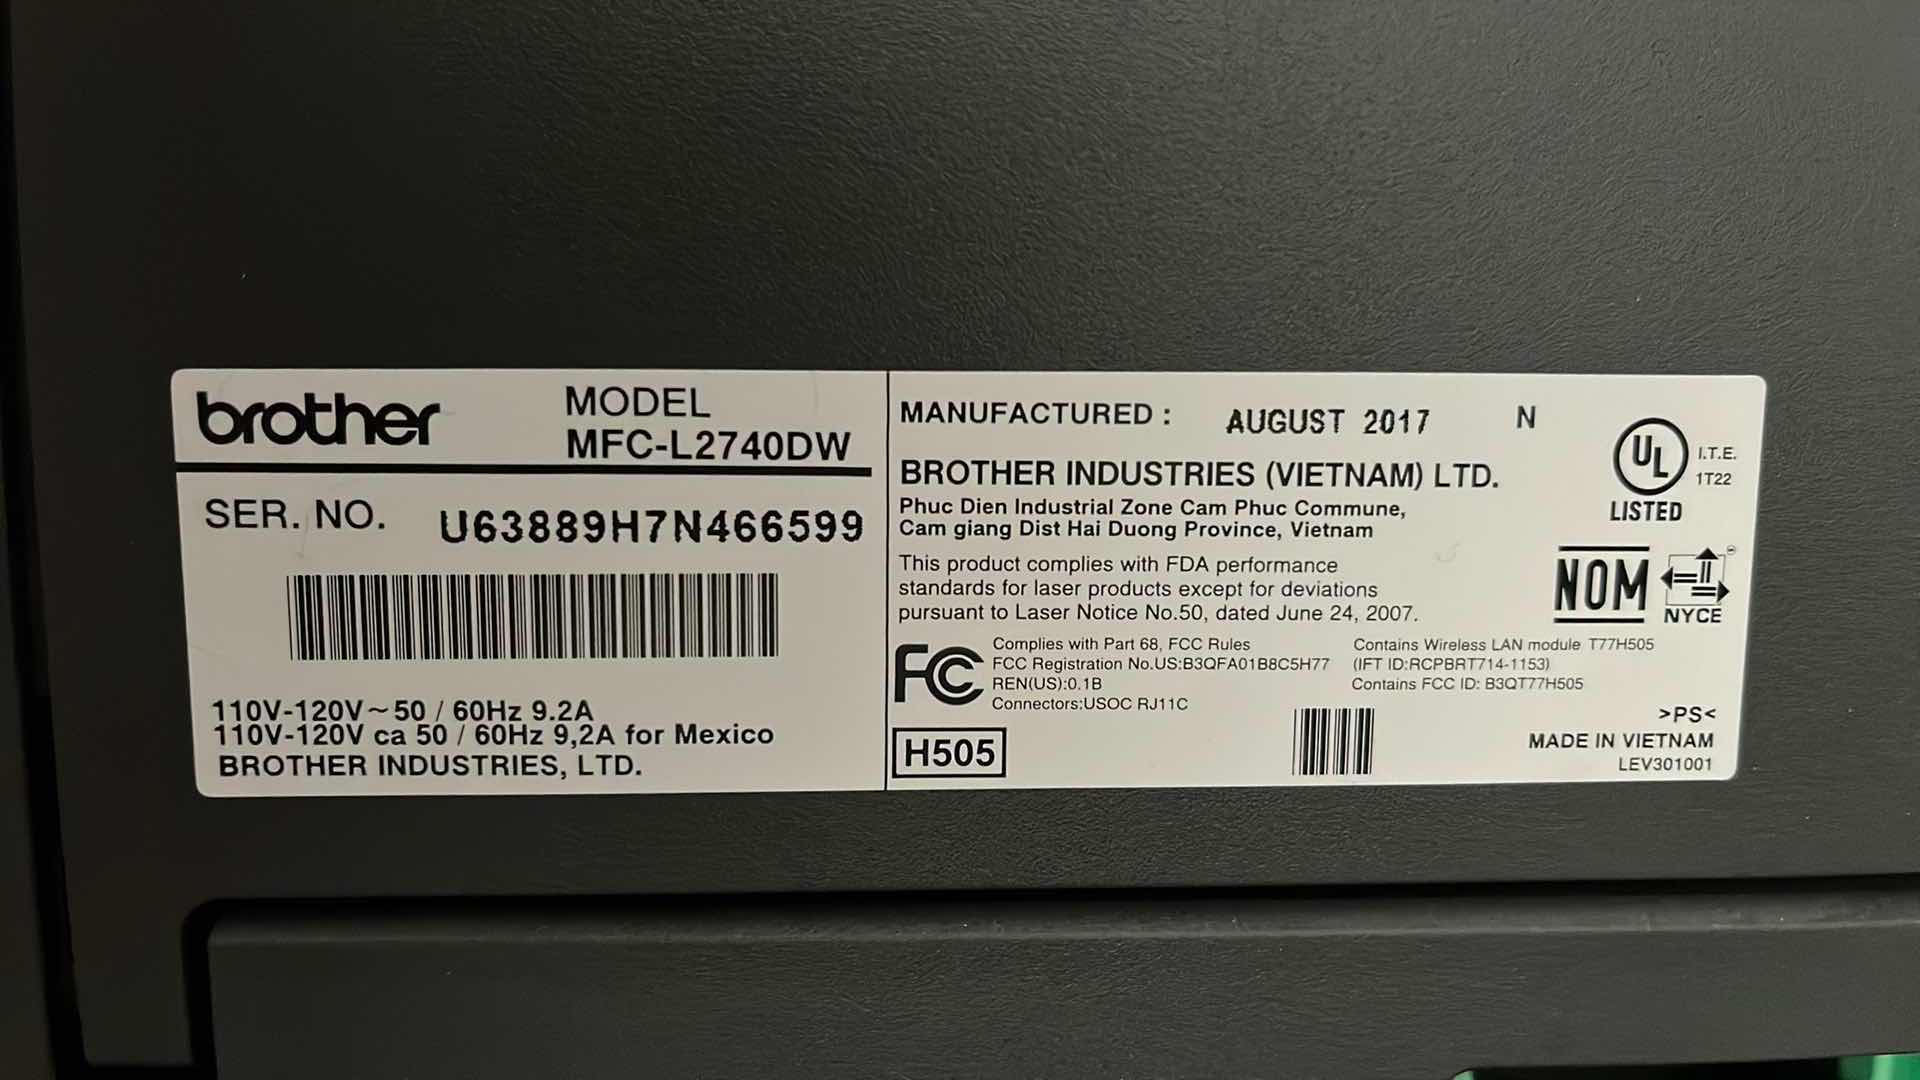 brother
MODEL
MFC-L2740DW
SER. NO. U63889H7N466599
110V-120V~50 / 60Hz 9.2A
110V-120V ca 50 / 60Hz 9,2A for Mexico
BROTHER INDUSTRIES, LTD.
MANUFACTURED : AUGUST 2017 N
BROTHER INDUSTRIES (VIETNAM) LTD.
Phuc Dien Industrial Zone Cam Phuc Commune,
Cam giang Dist Hai Duong Province, Vietnam
This product complies with FDA performance
standards for laser products except for deviations
pursuant to Laser Notice No.50, dated June 24, 2007.
UL
LISTED
I.T.E.
1T22
NOM
NYCE
FC
Complies with Part 68, FCC Rules
FCC Registration No.US:B3QFA01B8C5H77
REN(US):0.1B
Connectors:USOC RJ11C
Contains Wireless LAN module T77H505
(IFT ID:RCPBRT714-1153)
Contains FCC ID: B3QT77H505
H505
>PS<
MADE IN VIETNAM
LEV301001